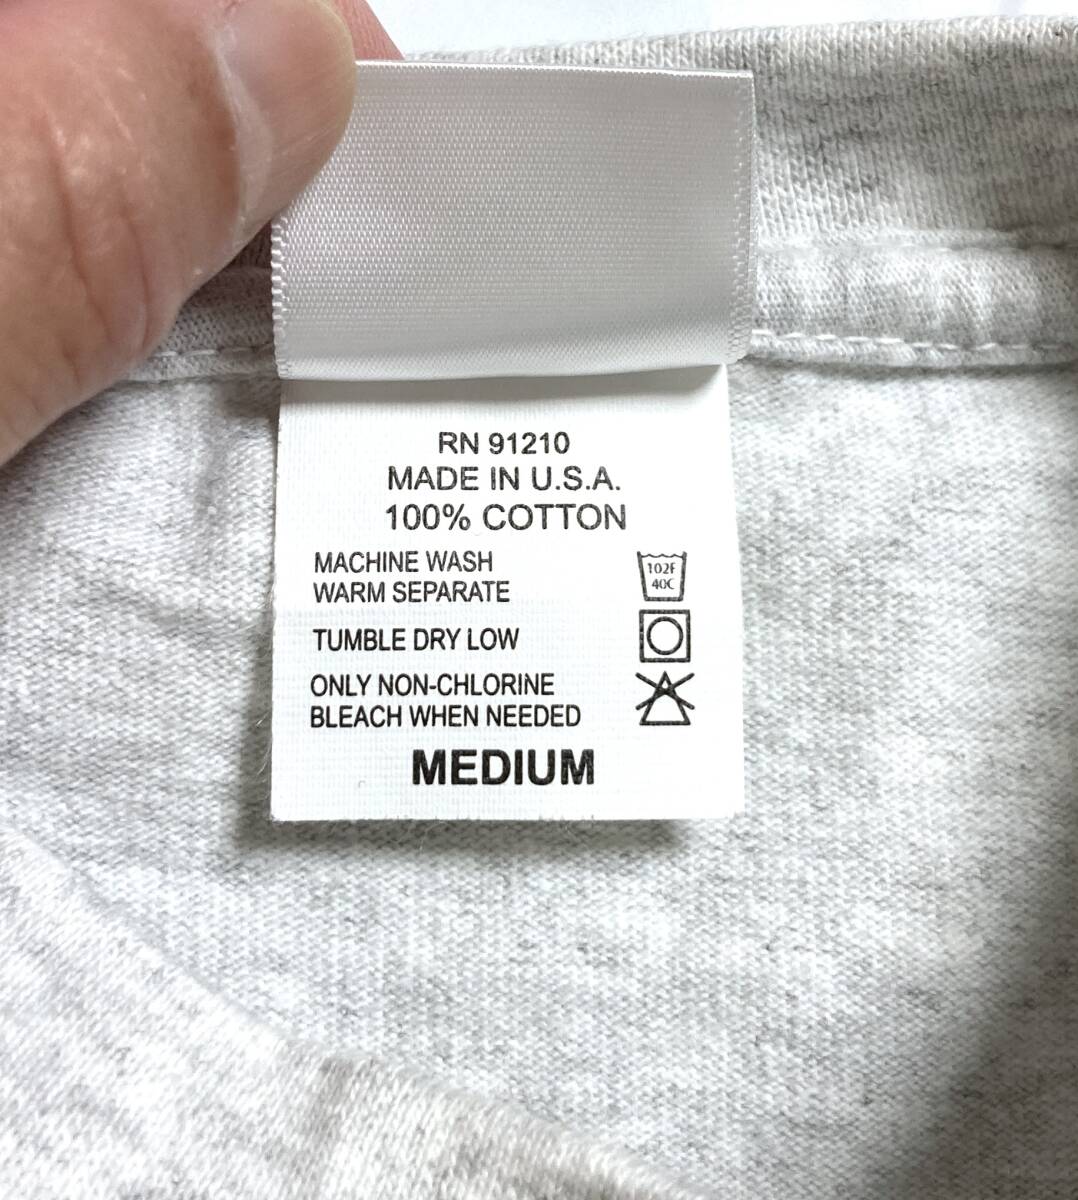 RN 91210
MADE IN U.S.A.
100% COTTON
MACHINE WASH
WARM SEPARATE
102F
40C
TUMBLE DRY LOW
ONLY NON-CHLORINE
BLEACH WHEN NEEDED
MEDIUM